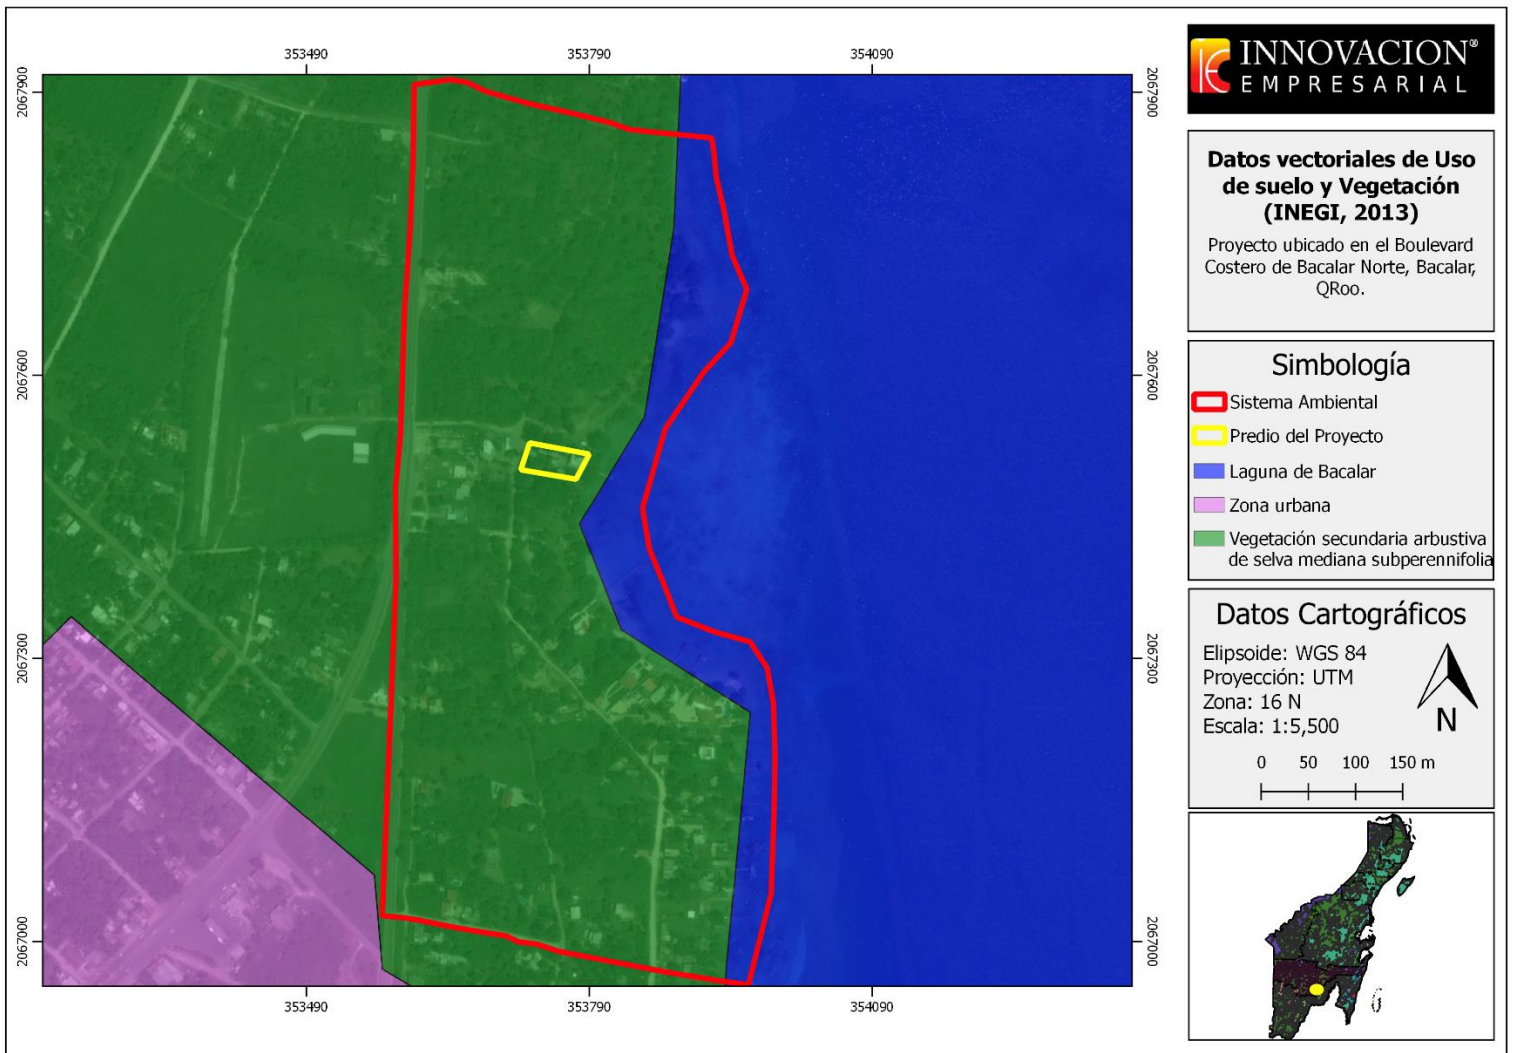 353490
353790
354090
2067900
2067900
2067600
2067600
2067300
2067300
2067000
2067000
353490
353790
354090
INNOVACION®
EMPRESARIAL
Datos vectoriales de Uso
de suelo y Vegetación
(INEGI, 2013)
Proyecto ubicado en el Boulevard
Costero de Bacalar Norte, Bacalar,
QRoo.
Simbología
Sistema Ambiental
Predio del Proyecto
Laguna de Bacalar
Zona urbana
Vegetación secundaria arbustiva
de selva mediana subperennifolia
Datos Cartográficos
Elipsoide: WGS 84
Proyección: UTM
Zona: 16 N
Escala: 1:5,500
N
0 50 100 150 m